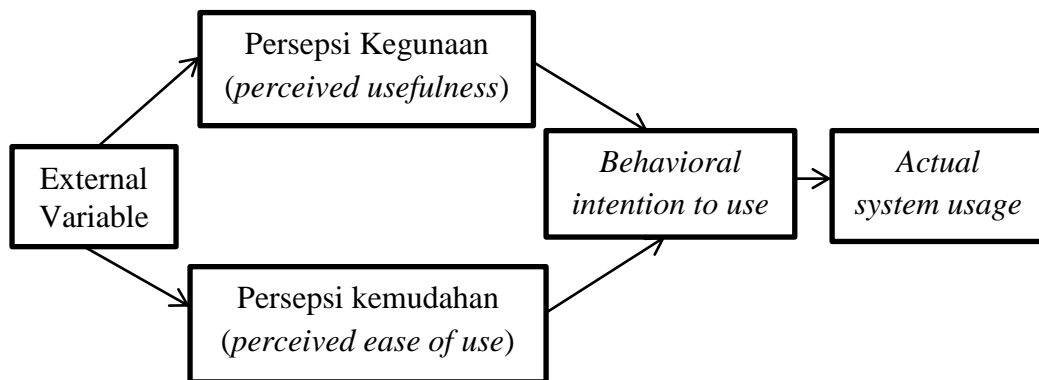 Persepsi Kegunaan
(perceived usefulness)
External
Variable
Behavioral
intention to use
Actual
system usage
Persepsi kemudahan
(perceived ease of use)